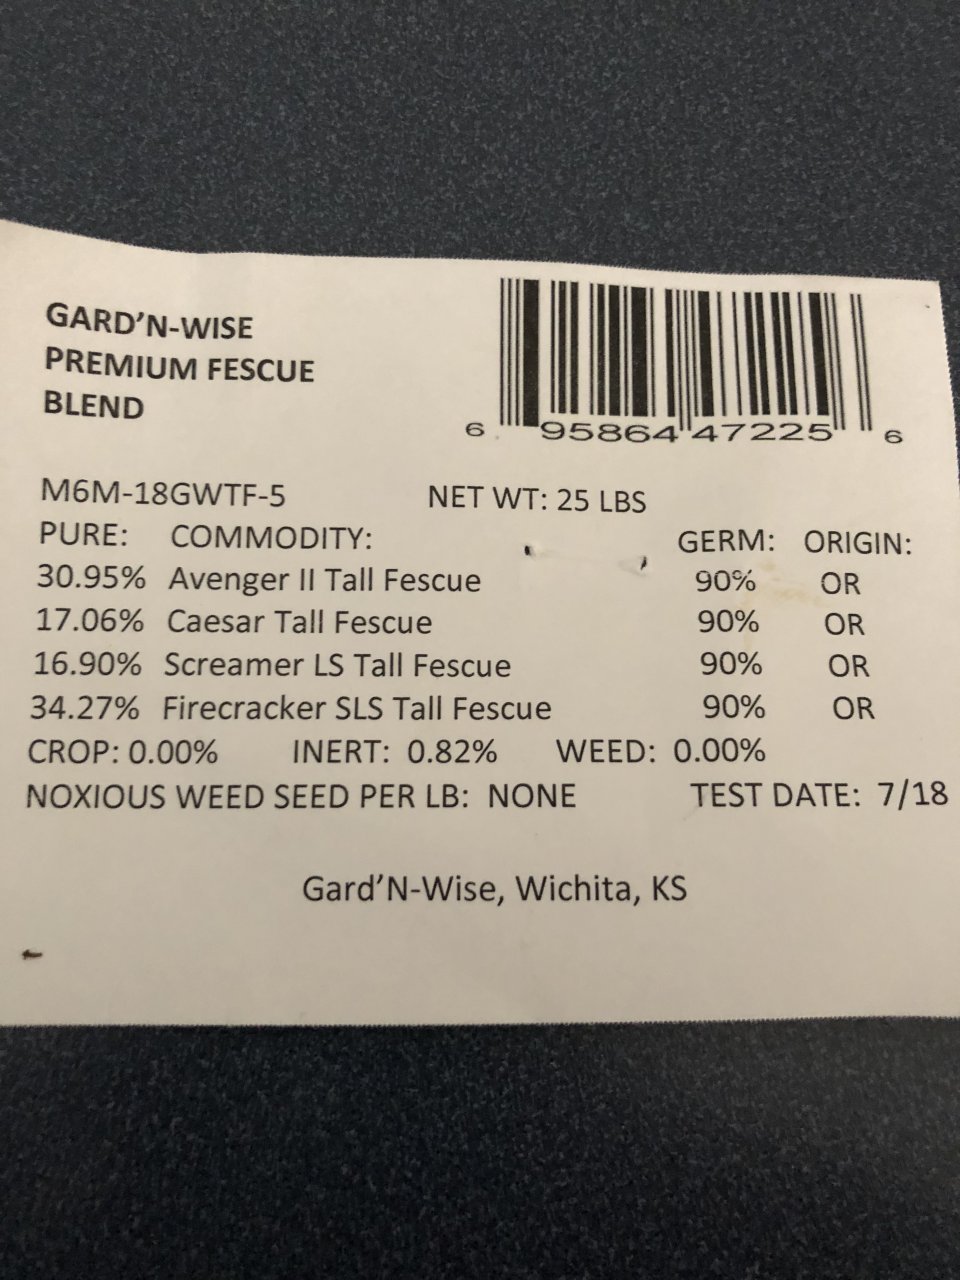 GARD'N-WISE
PREMIUM FESCUE
BLEND
6 95864 47225 6
M6M-18GWTF-5 NET WT: 25 LBS
PURE: COMMODITY: GERM: ORIGIN:
30.95% Avenger II Tall Fescue 90% OR
17.06% Caesar Tall Fescue 90% OR
16.90% Screamer LS Tall Fescue 90% OR
34.27% Firecracker SLS Tall Fescue 90% OR
CROP: 0.00% INERT: 0.82% WEED: 0.00%
NOXIOUS WEED SEED PER LB: NONE TEST DATE: 7/18
Gard'N-Wise, Wichita, KS